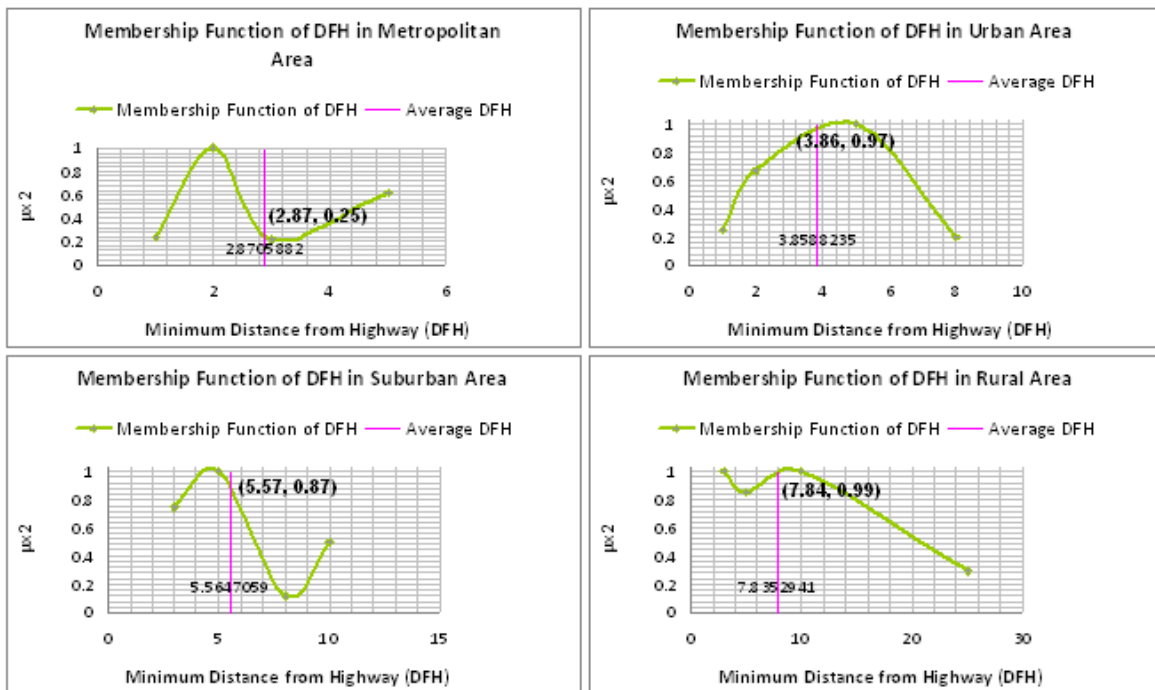 Membership Function of DFH in Metropolitan
Area
Membership Function of DFH
Average DFH
1
0.8
0.6
0.4
0.2
0
μx 2
(2.87, 0.25)
2.8705882
0 2 4 6
Minimum Distance from Highway (DFH)
Membership Function of DFH in Urban Area
Membership Function of DFH
Average DFH
1
0.8
0.6
0.4
0.2
0
μx 2
(3.86, 0.97)
3.8588235
0 2 4 6 8 10
Minimum Distance from Highway (DFH)
Membership Function of DFH in Suburban Area
Membership Function of DFH
Average DFH
1
0.8
0.6
0.4
0.2
0
μx 2
(5.57, 0.87)
5.5647059
0 5 10 15
Minimum Distance from Highway (DFH)
Membership Function of DFH in Rural Area
Membership Function of DFH
Average DFH
1
0.8
0.6
0.4
0.2
0
μx 2
(7.84, 0.99)
7.8352941
0 10 20 30
Minimum Distance from Highway (DFH)